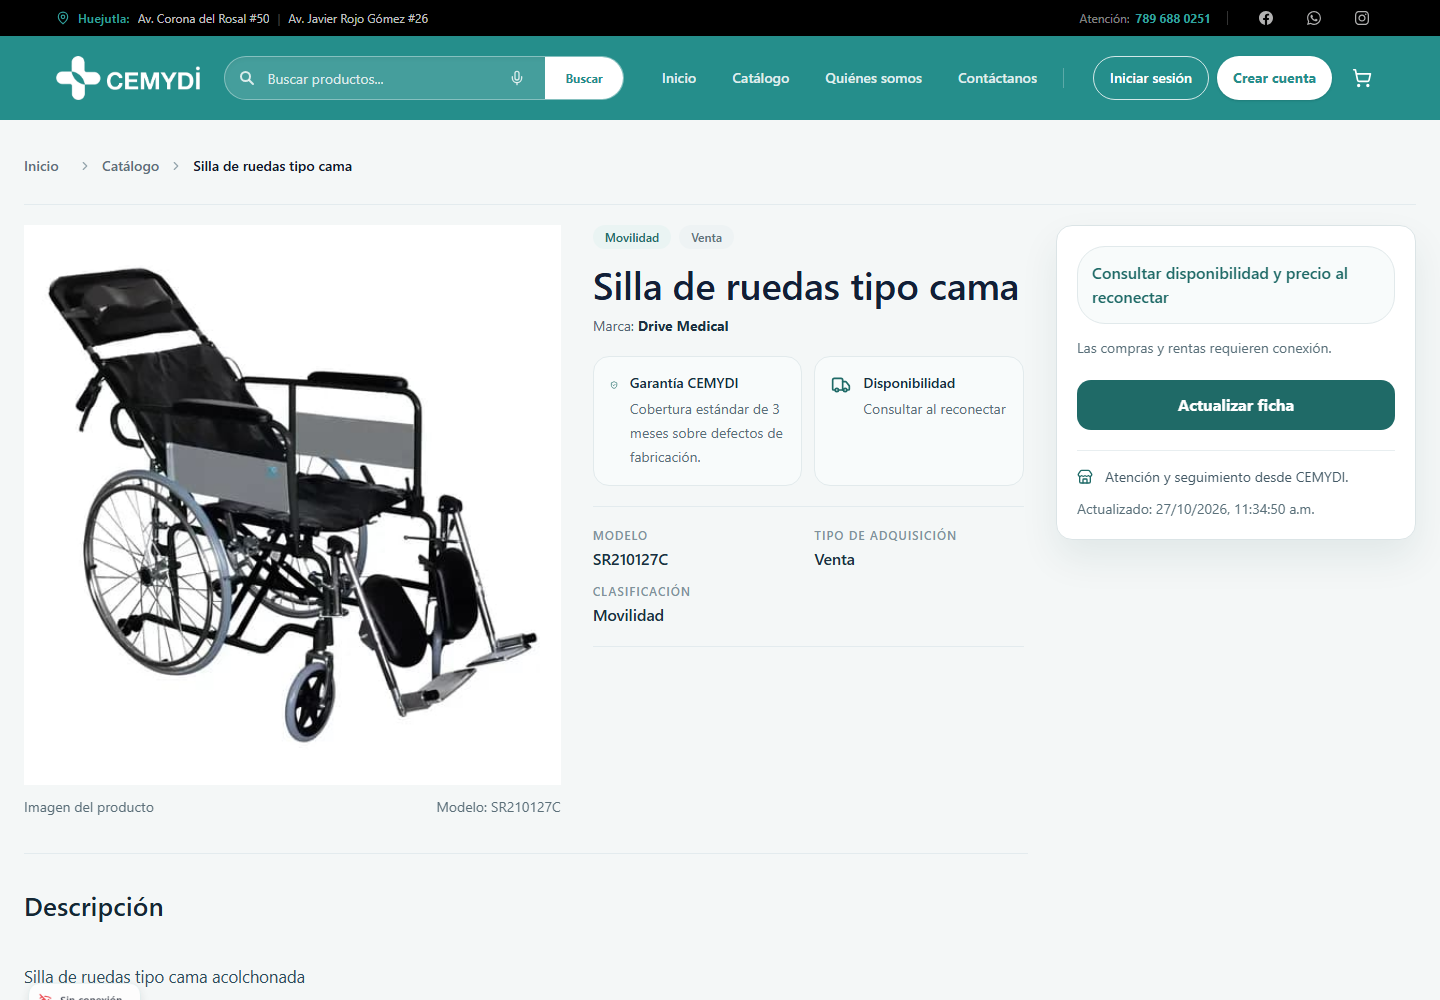 Huejutla: Av. Corona del Rosal #50 | Av. Javier Rojo Gómez #26
Atención: 789 688 0251
CEMYDI
Buscar productos...
Buscar
Inicio
Catálogo
Quiénes somos
Contáctanos
Iniciar sesión
Crear cuenta
Inicio > Catálogo > Silla de ruedas tipo cama
Movilidad
Venta
Silla de ruedas tipo cama
Marca: Drive Medical
Garantía CEMYDI
Cobertura estándar de 3
meses sobre defectos de
fabricación.
Disponibilidad
Consultar al reconectar
MODELO
SR210127C
TIPO DE ADQUISICIÓN
Venta
CLASIFICACIÓN
Movilidad
Consultar disponibilidad y precio al
reconectar
Las compras y rentas requieren conexión.
Actualizar ficha
Atención y seguimiento desde CEMYDI.
Actualizado: 27/10/2026, 11:34:50 a.m.
Imagen del producto
Modelo: SR210127C
Descripción
Silla de ruedas tipo cama acolchonada
Sin conexión